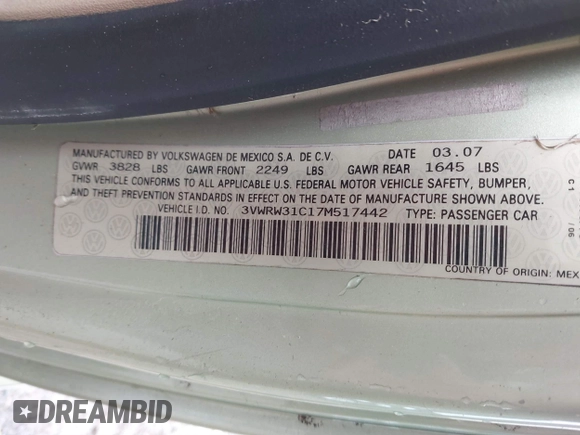 MANUFACTURED BY VOLKSWAGEN DE MEXICO S.A. DE C.V. DATE 03.07
GVWR 3828 LBS GAWR FRONT 2249 LBS GAWR REAR 1645 LBS
THIS VEHICLE CONFORMS TO ALL APPLICABLE U.S. FEDERAL MOTOR VEHICLE SAFETY, BUMPER,
AND THEFT PREVENTION STANDARDS IN EFFECT ON THE DATE OF MANUFACTURE SHOWN ABOVE.
VEHICLE I.D. NO. 3VWRW31C17M517442 TYPE: PASSENGER CAR
COUNTRY OF ORIGIN: MEX
DREAMBID